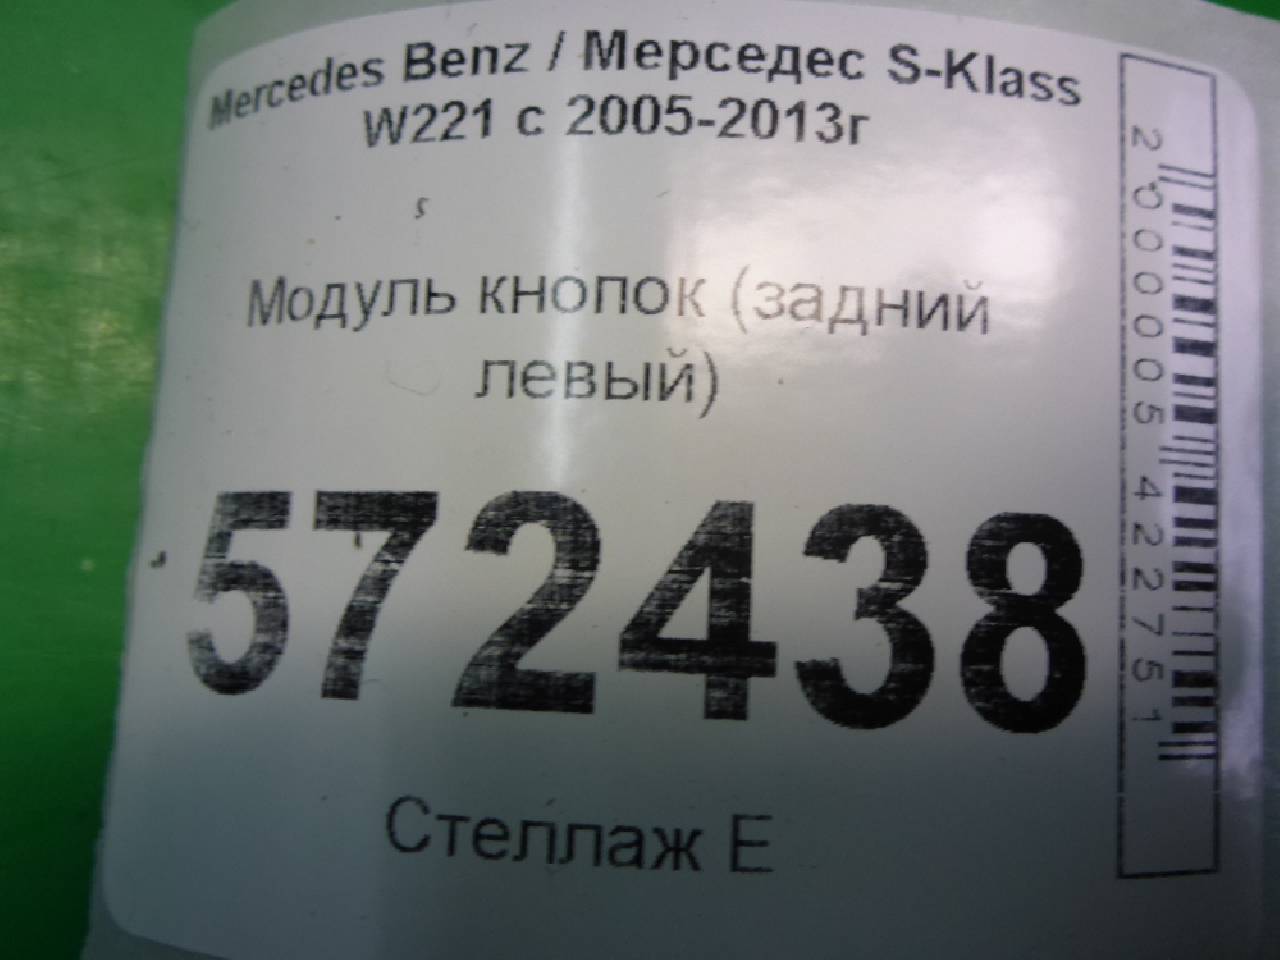 Mercedes Benz / Мерседес S-Klass
W221 с 2005-2013г
Модуль кнопок (задний
левый)
572438
Стеллаж Е
2000005422751